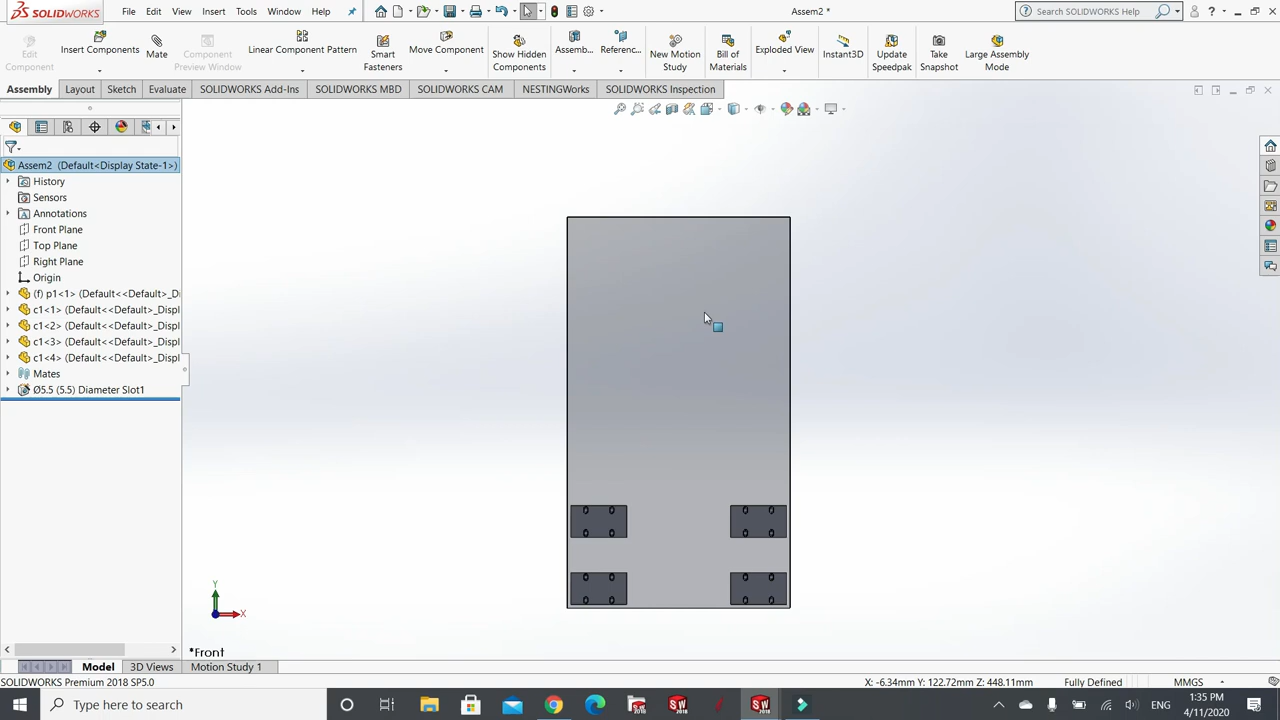 SOLIDWORKS
File Edit View Insert Tools Window Help
Assem2 *
Search SOLIDWORKS Help
Edit Component
Insert Components
Mate
Component Preview Window
Linear Component Pattern
Smart Fasteners
Move Component
Show Hidden Components
Assemb...
Referenc...
New Motion Study
Bill of Materials
Exploded View
Instant3D
Update Speedpak
Take Snapshot
Large Assembly Mode
Assembly Layout Sketch Evaluate SOLIDWORKS Add-Ins SOLIDWORKS MBD SOLIDWORKS CAM NESTINGWorks SOLIDWORKS Inspection
Assem2 (Default<Display State-1>)
History
Sensors
Annotations
Front Plane
Top Plane
Right Plane
Origin
(f) p1<1> (Default<<Default>_Di
c1<1> (Default<<Default>_Displ
c1<2> (Default<<Default>_Displ
c1<3> (Default<<Default>_Displ
c1<4> (Default<<Default>_Displ
Mates
Ø5.5 (5.5) Diameter Slot1
Y
X
*Front
Model 3D Views Motion Study 1
SOLIDWORKS Premium 2018 SP5.0
X: -6.34mm Y: 122.72mm Z: 448.11mm Fully Defined MMGS
Type here to search
ENG
1:35 PM
4/11/2020